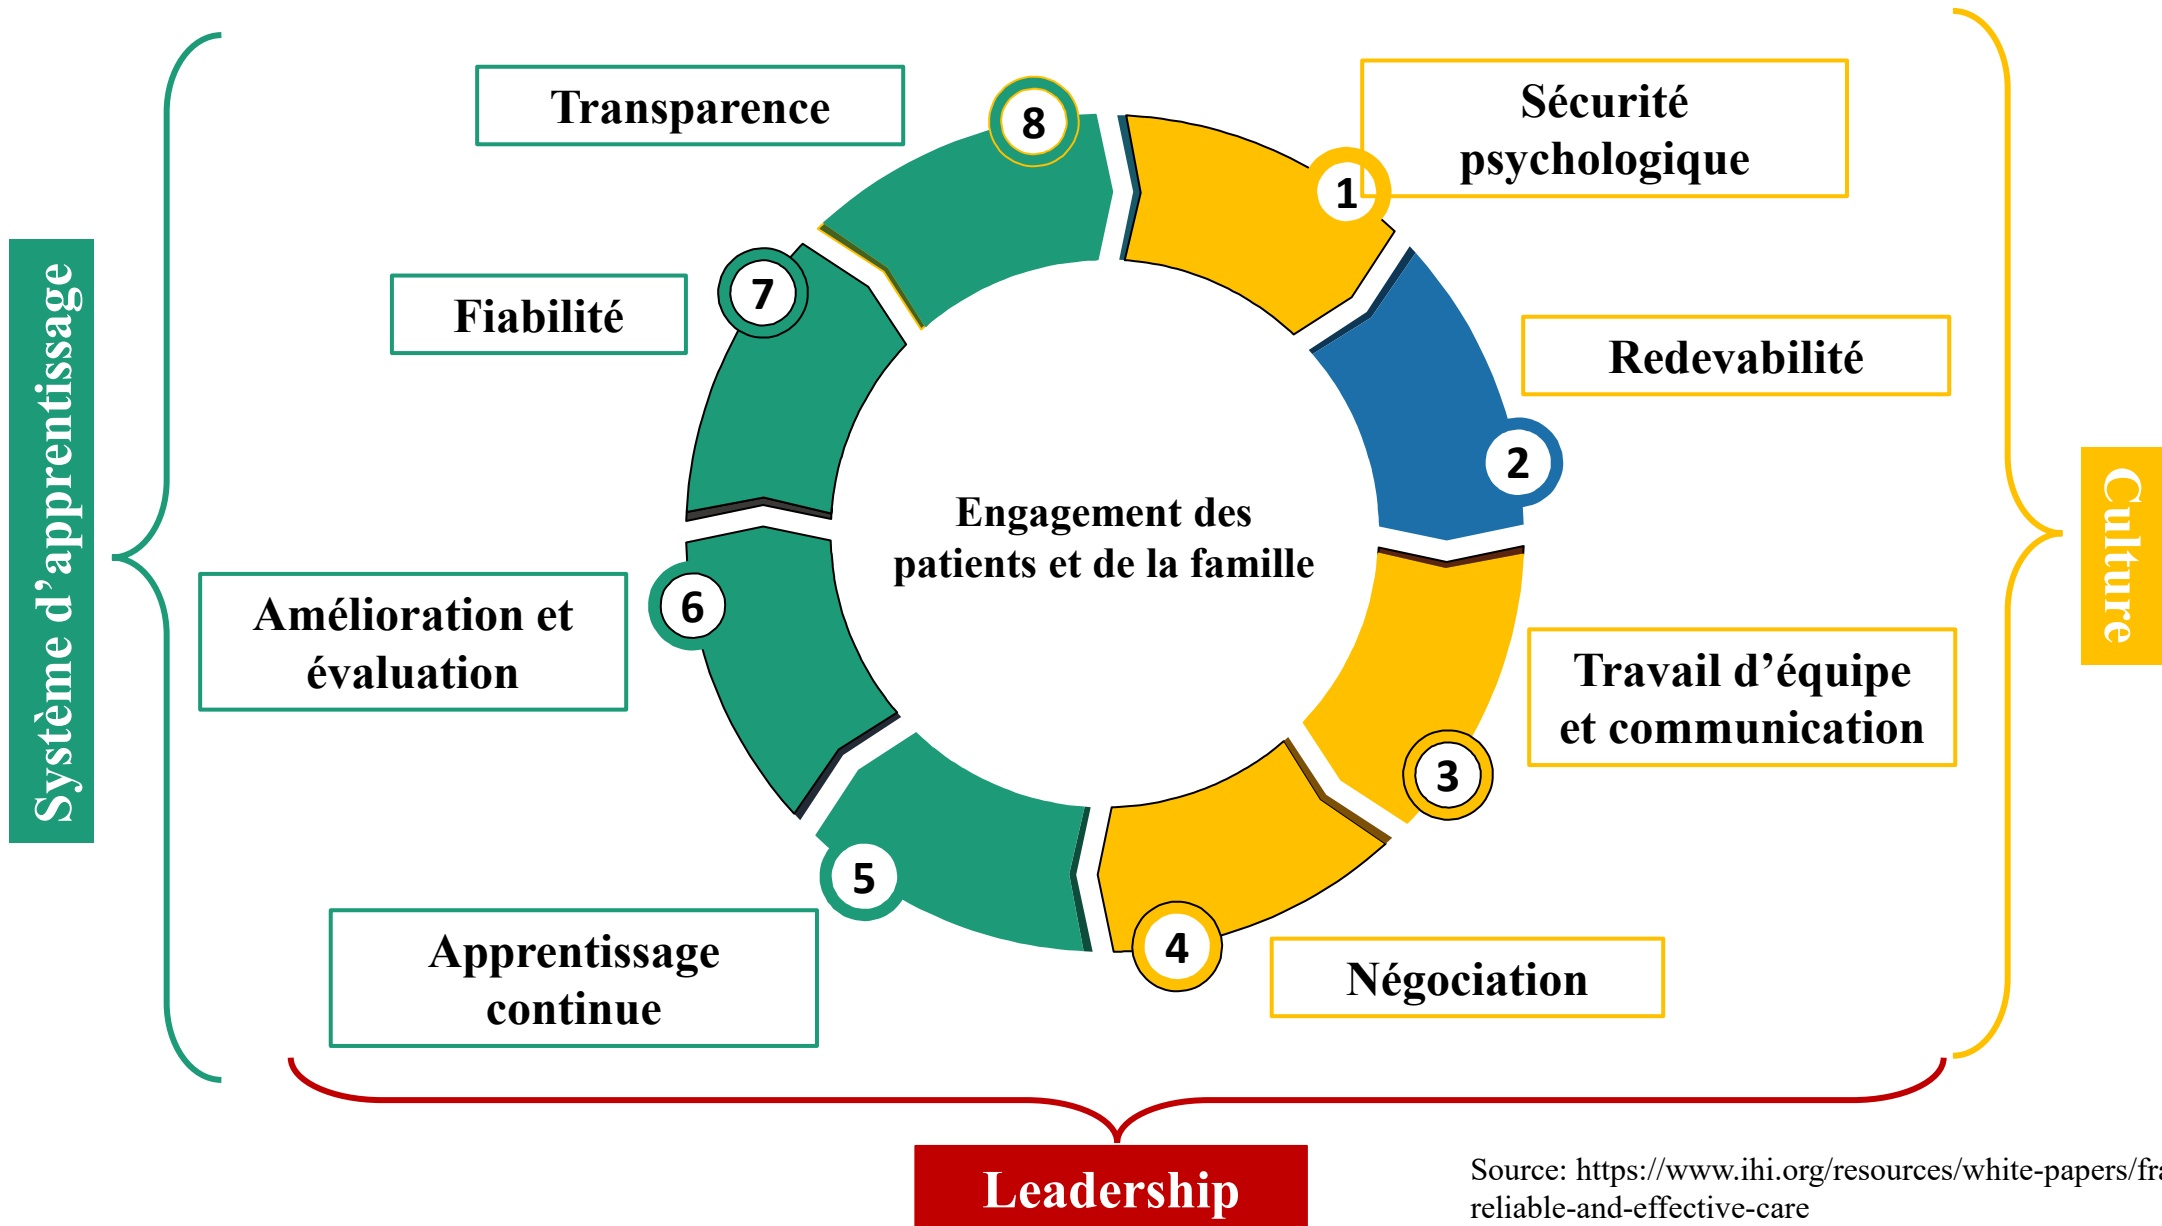 Transparence
8
Sécurité
psychologique
1
Fiabilité
7
Redevabilité
2
Système d’apprentissage
Culture
Engagement des
patients et de la famille
Amélioration et
évaluation
6
Travail d’équipe
et communication
3
Apprentissage
continue
5
Négociation
4
Leadership
Source: https://www.ihi.org/resources/white-papers/fra
reliable-and-effective-care